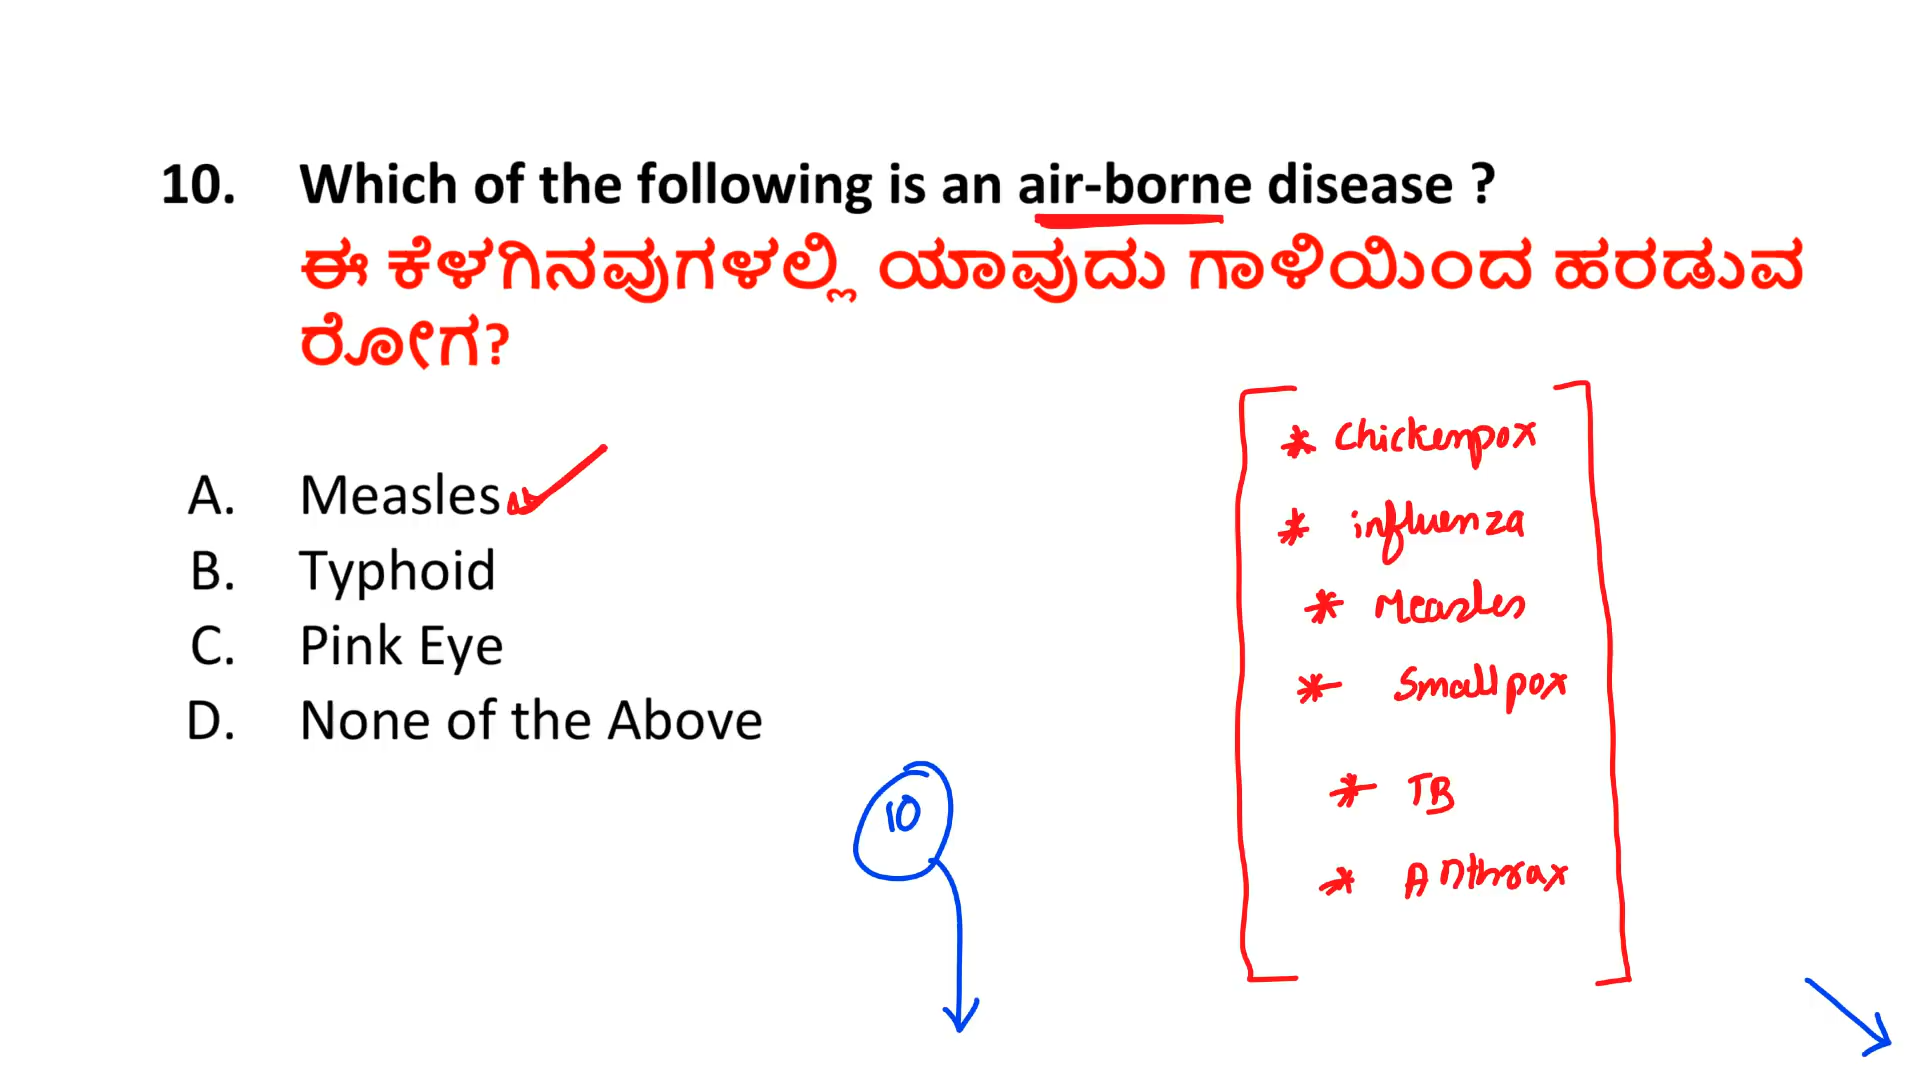 10. Which of the following is an air-borne disease ?
ಈ ಕೆಳಗಿನವುಗಳಲ್ಲಿ ಯಾವುದು ಗಾಳಿಯಿಂದ ಹರಡುವ
ರೋಗ?
A. Measles
B. Typhoid
C. Pink Eye
D. None of the Above
* Chickenpox
* influenza
* Measles
* Smallpox
* TB
* Anthrax
10